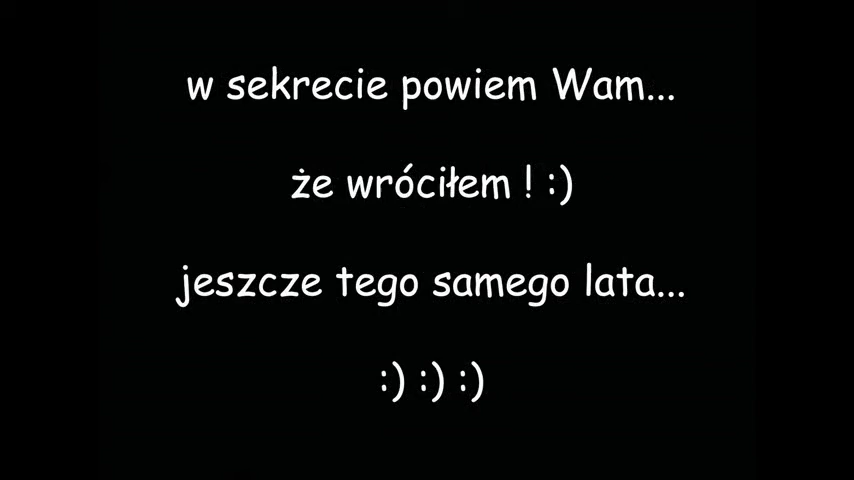 w sekrecie powiem Wam...
że wróciłem ! :)
jeszcze tego samego lata...
:) :) :)